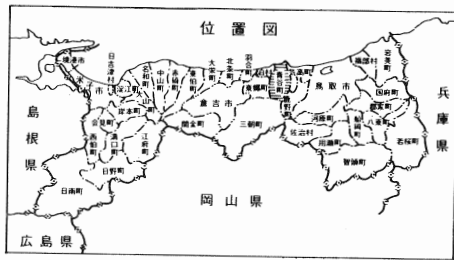 位置図
境港市
米
子
市
日吉津村
淀江町
名和町
大山
中山町
赤碕町
東伯町
大栄町
北条町
羽合町
泊村
東郷町
青谷町
気高町
鹿野町
鳥取市
福部村
岩美町
国府町
郡家町
船岡町
八東町
若桜町
河原町
用瀬町
佐治村
智頭町
倉吉市
関金町
三朝町
岸本町
会見町
西伯町
溝口町
江府町
日野町
日南町
島根県
広島県
岡山県
兵庫県